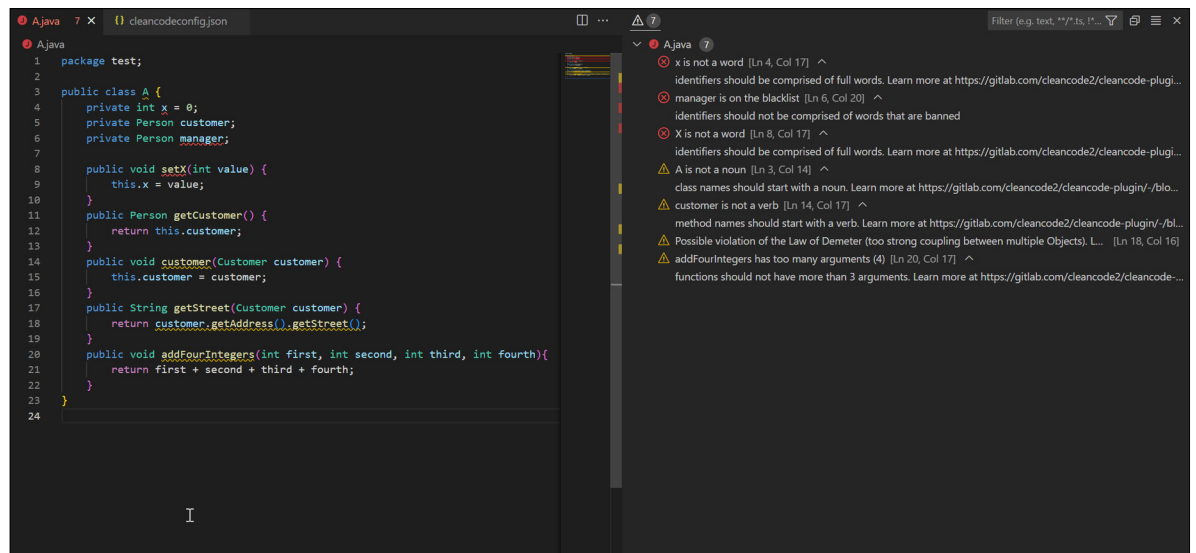 A.java 7 cleancodeconfig.json
A.java
1 package test;
2
3 public class A {
4 private int x = 0;
5 private Person customer;
6 private Person manager;
7
8 public void setX(int value) {
9 this.x = value;
10 }
11 public Person getCustomer() {
12 return this.customer;
13 }
14 public void customer(Customer customer) {
15 this.customer = customer;
16 }
17 public String getStreet(Customer customer) {
18 return customer.getAddress().getStreet();
19 }
20 public void addFourIntegers(int first, int second, int third, int fourth){
21 return first + second + third + fourth;
22 }
23 }
24
7 Filter (e.g. text, **/*.ts, !*...
A.java 7
x is not a word [Ln 4, Col 17]
identifiers should be comprised of full words. Learn more at https://gitlab.com/cleancode2/cleancode-plugi...
manager is on the blacklist [Ln 6, Col 20]
identifiers should not be comprised of words that are banned
X is not a word [Ln 8, Col 17]
identifiers should be comprised of full words. Learn more at https://gitlab.com/cleancode2/cleancode-plugi...
A is not a noun [Ln 3, Col 14]
class names should start with a noun. Learn more at https://gitlab.com/cleancode2/cleancode-plugin/-/blo...
customer is not a verb [Ln 14, Col 17]
method names should start with a verb. Learn more at https://gitlab.com/cleancode2/cleancode-plugin/-/bl...
Possible violation of the Law of Demeter (too strong coupling between multiple Objects). L... [Ln 18, Col 16]
addFourIntegers has too many arguments (4) [Ln 20, Col 17]
functions should not have more than 3 arguments. Learn more at https://gitlab.com/cleancode2/cleancode-...